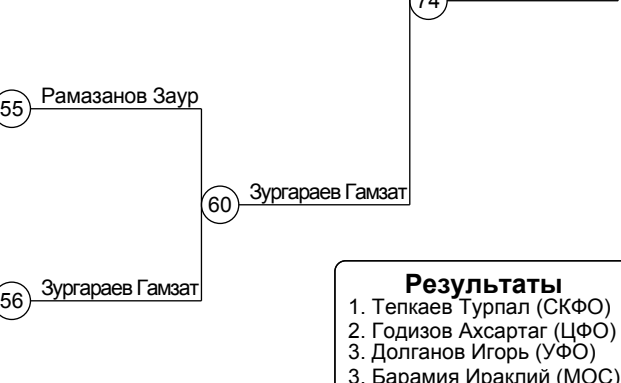 74
Рамазанов Заур
55
Зургараев Гамзат
60
Зургараев Гамзат
56
Результаты
1. Тепкаев Турпал (СКФО)
2. Годизов Ахсартаг (ЦФО)
3. Долганов Игорь (УФО)
3. Барамия Ираклий (МОС)